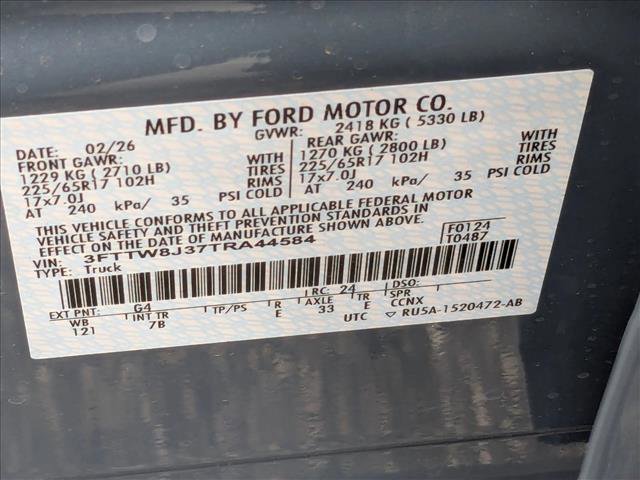 MFD. BY FORD MOTOR CO.
DATE: 02/26 GVWR: 2418 KG ( 5330 LB)
FRONT GAWR: REAR GAWR:
1229 KG ( 2710 LB) WITH 1270 KG ( 2800 LB) WITH
225/65R17 102H TIRES 225/65R17 102H TIRES
17x7.0J RIMS 17x7.0J RIMS
AT 240 kPa/ 35 PSI COLD AT 240 kPa/ 35 PSI COLD
THIS VEHICLE CONFORMS TO ALL APPLICABLE FEDERAL MOTOR
VEHICLE SAFETY AND THEFT PREVENTION STANDARDS IN
EFFECT ON THE DATE OF MANUFACTURE SHOWN ABOVE.
VIN: 3FTTW8J37TRA44584 F0124
TYPE: Truck T0487
EXT PNT: G4 RC: 24 DSO:
WB INT TR TP/PS R AXLE TR SPR
121 7B E 33 E CCNX
UTC ▽ RU5A-1520472-AB